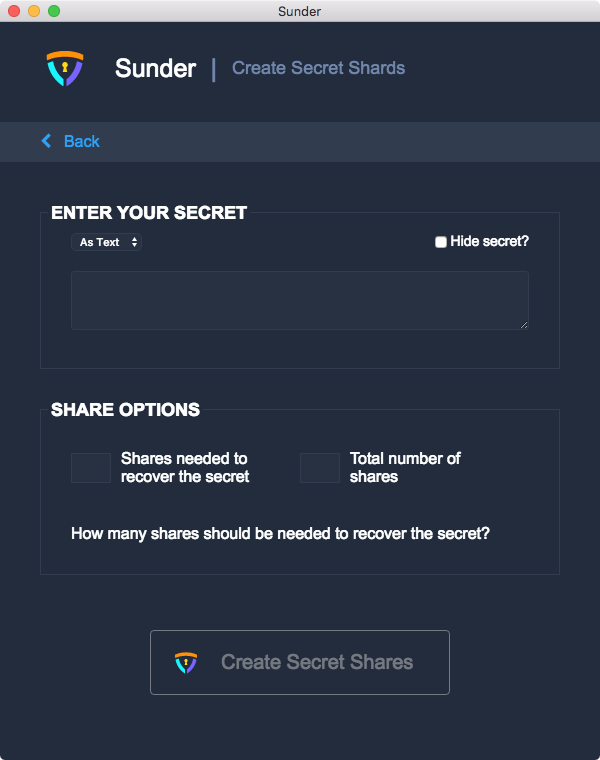 Sunder
Sunder | Create Secret Shards
Back
ENTER YOUR SECRET
As Text
Hide secret?
SHARE OPTIONS
Shares needed to
recover the secret
Total number of
shares
How many shares should be needed to recover the secret?
Create Secret Shares